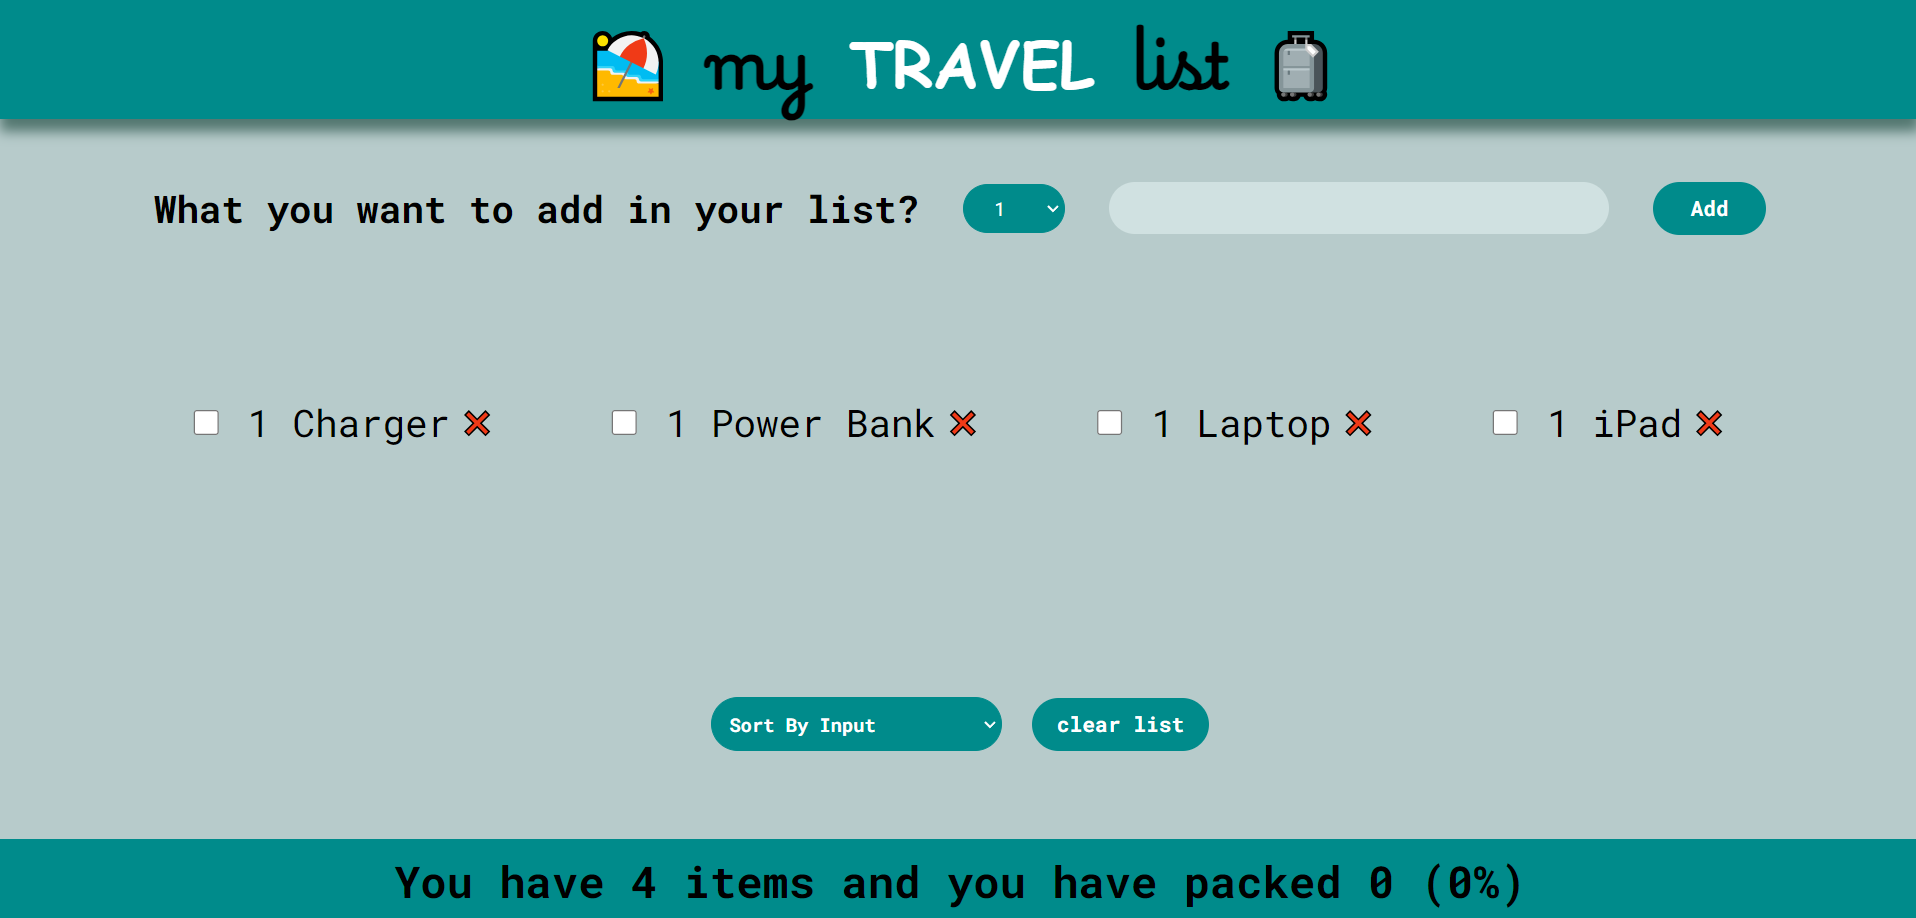 my TRAVEL list
What you want to add in your list? 1 Add
1 Charger 1 Power Bank 1 Laptop 1 iPad
Sort By Input clear list
You have 4 items and you have packed 0 (0%)